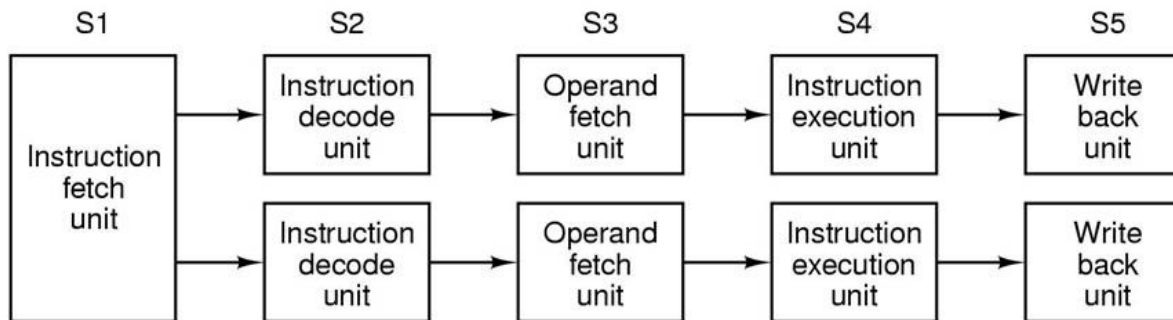 S1
S2
S3
S4
S5
Instruction
fetch
unit
Instruction
decode
unit
Operand
fetch
unit
Instruction
execution
unit
Write
back
unit
Instruction
decode
unit
Operand
fetch
unit
Instruction
execution
unit
Write
back
unit